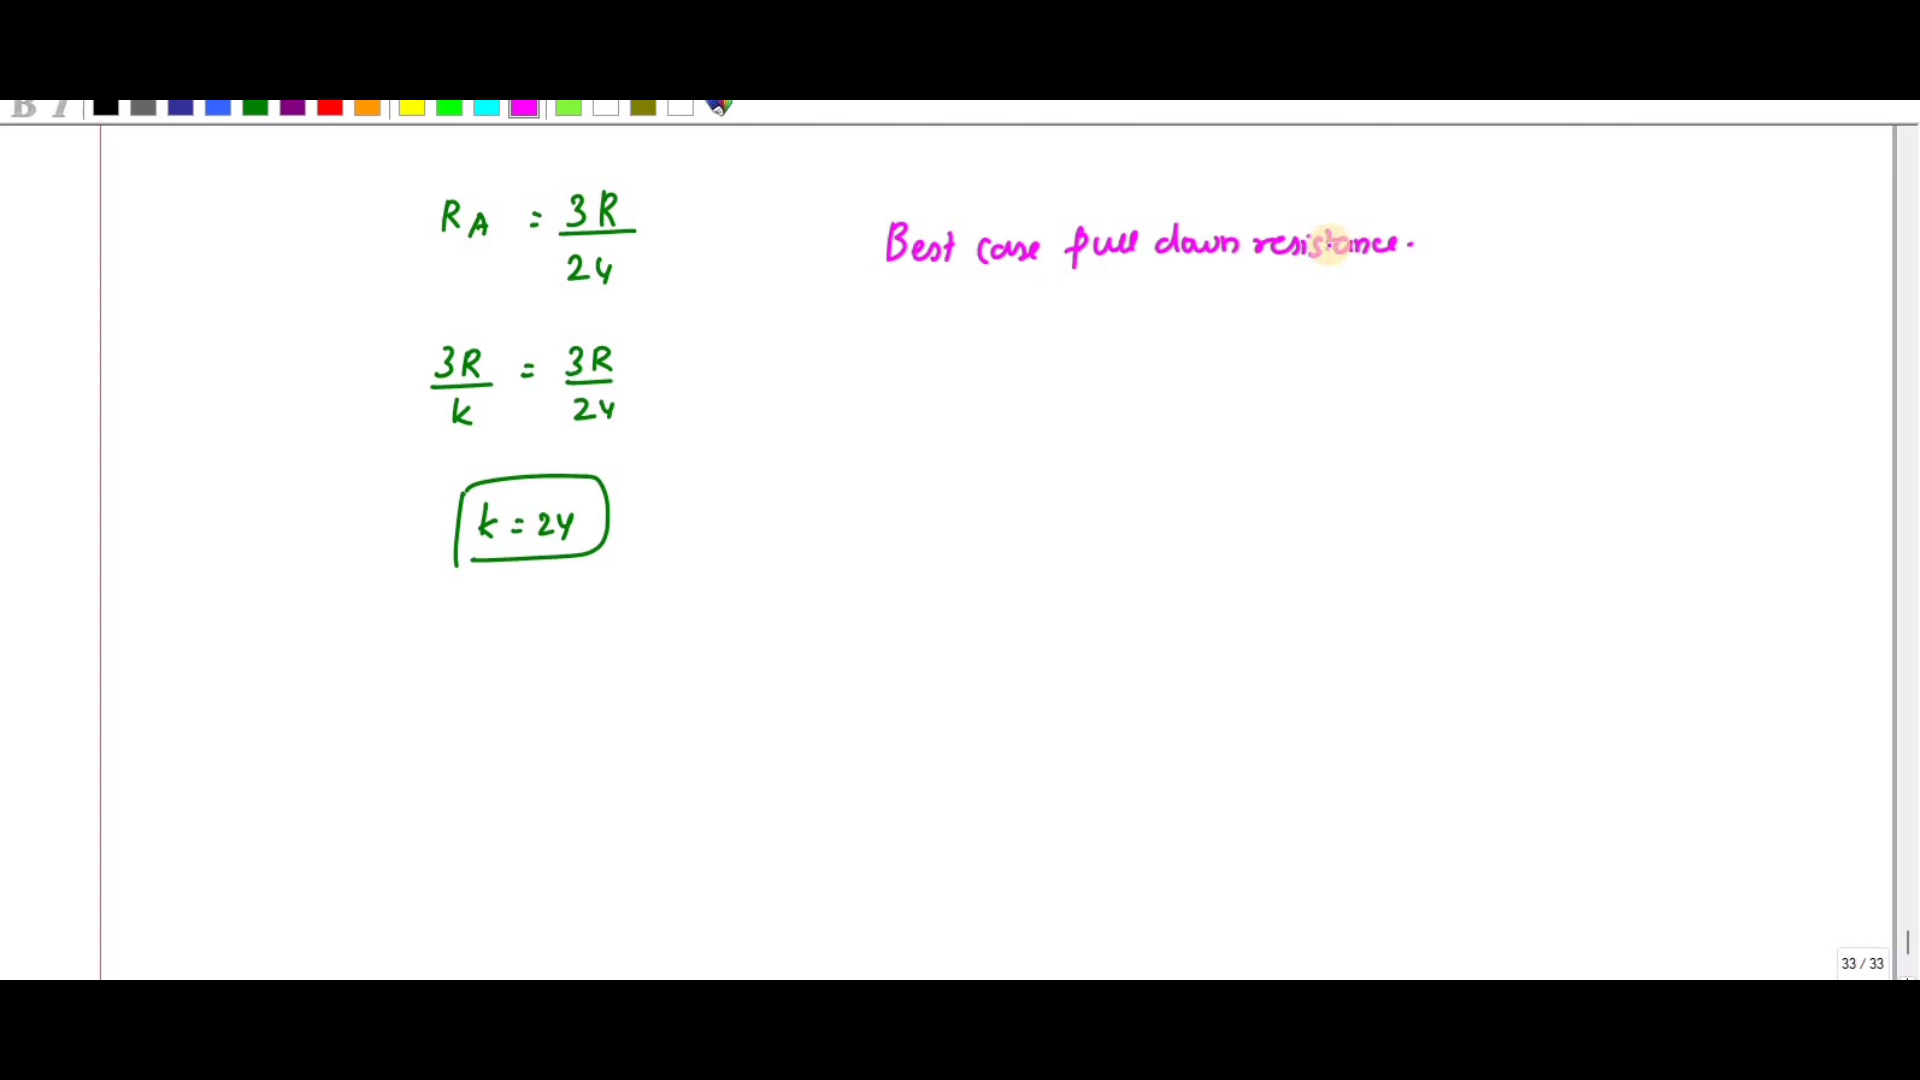 B I
R_A = 3R/24
3R/k = 3R/24
k = 24
Best case pull down resistance.
33 / 33